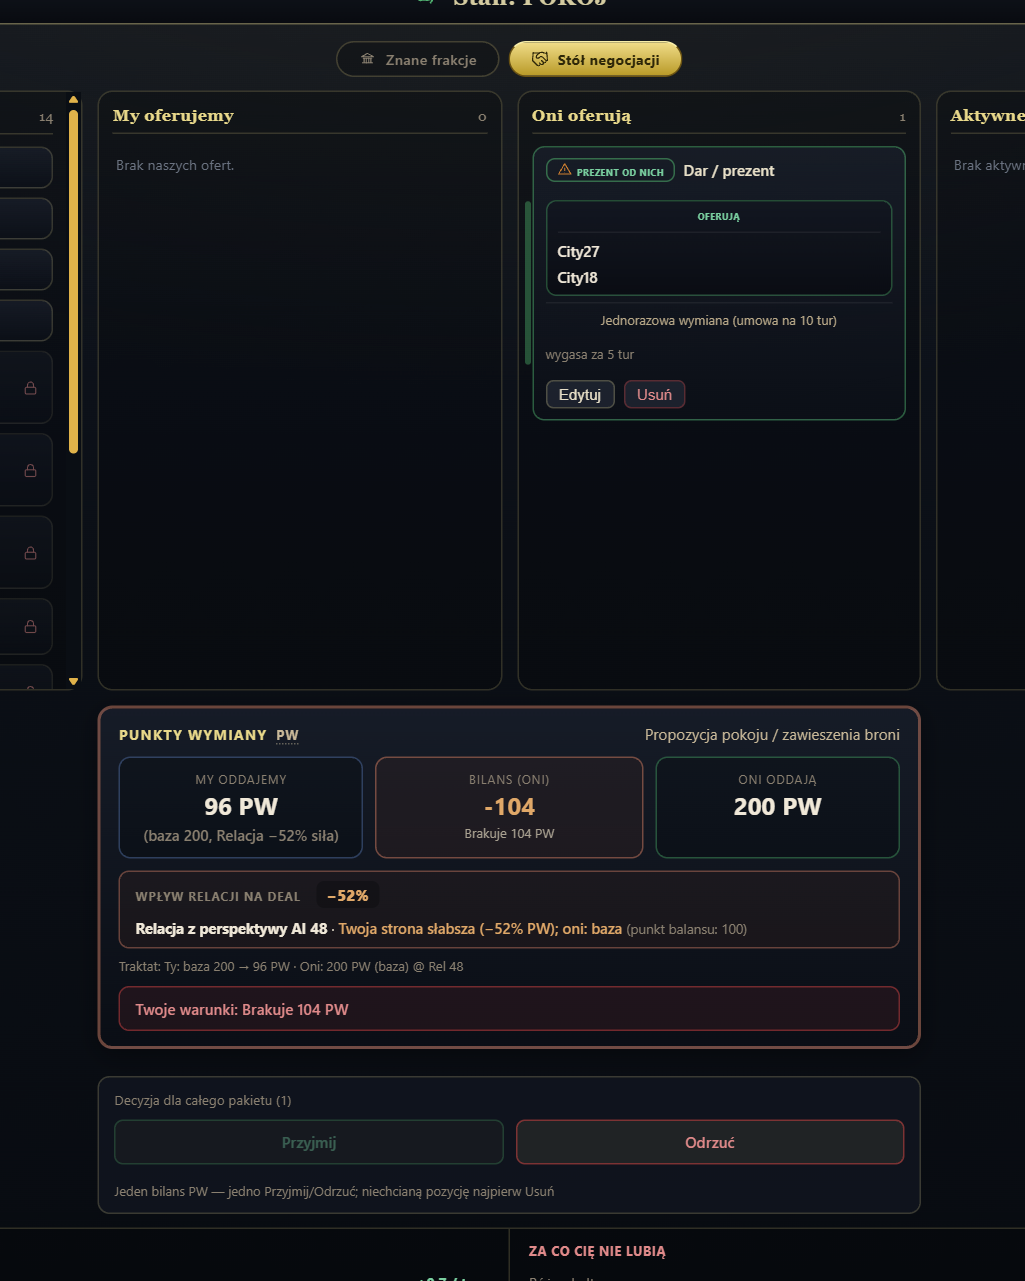 Stan: POKÓJ
Znane frakcje
Stół negocjacji
14
My oferujemy
0
Brak naszych ofert.
Oni oferują
1
PREZENT OD NICH
Dar / prezent
OFERUJĄ
City27
City18
Jednorazowa wymiana (umowa na 10 tur)
wygasa za 5 tur
Edytuj
Usuń
Aktywne
Brak aktywn
PUNKTY WYMIANY PW
Propozycja pokoju / zawieszenia broni
MY ODDAJEMY
96 PW
(baza 200, Relacja −52% siła)
BILANS (ONI)
-104
Brakuje 104 PW
ONI ODDAJĄ
200 PW
WPŁYW RELACJI NA DEAL −52%
Relacja z perspektywy AI 48 · Twoja strona słabsza (−52% PW); oni: baza (punkt balansu: 100)
Traktat: Ty: baza 200 → 96 PW · Oni: 200 PW (baza) @ Rel 48
Twoje warunki: Brakuje 104 PW
Decyzja dla całego pakietu (1)
Przyjmij
Odrzuć
Jeden bilans PW — jedno Przyjmij/Odrzuć; niechcianą pozycję najpierw Usuń
ZA CO CIĘ NIE LUBIĄ